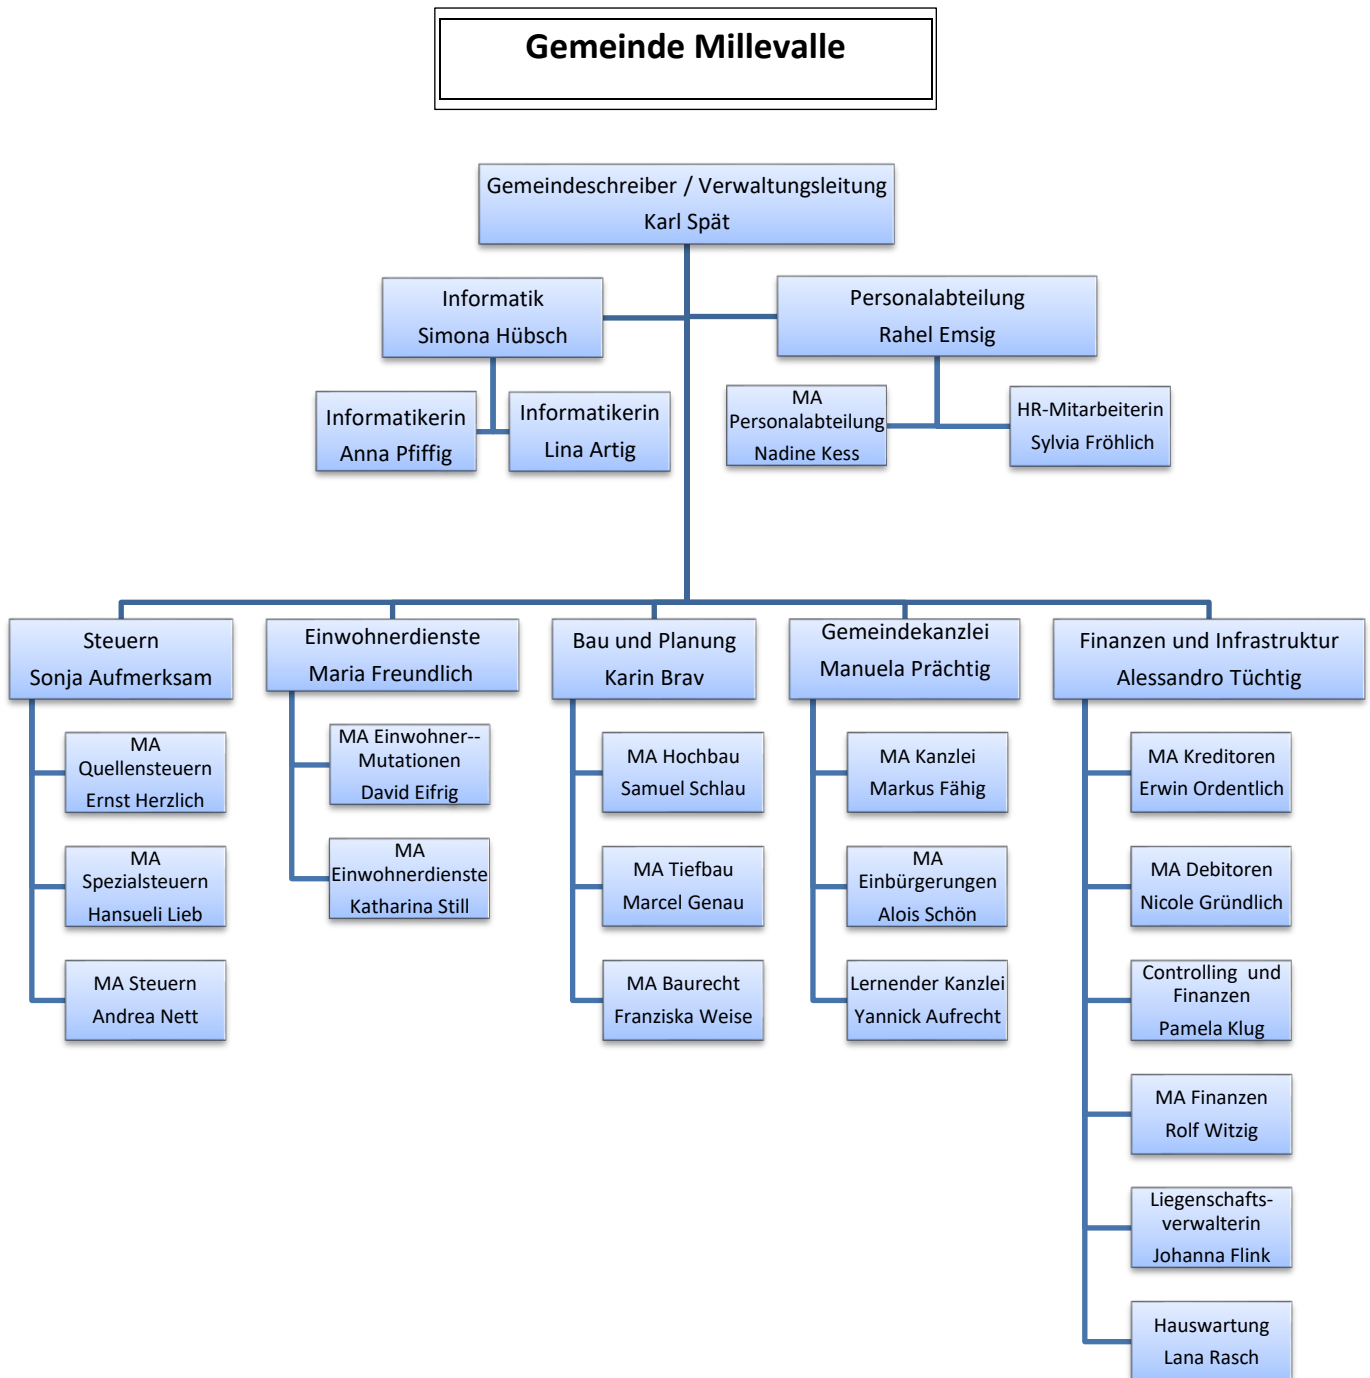 Gemeinde Millevalle
Gemeindeschreiber / Verwaltungsleitung
Karl Spät
Informatik
Simona Hübsch
Personalabteilung
Rahel Emsig
Informatikerin
Anna Pfiffig
Informatikerin
Lina Artig
MA
Personalabteilung
Nadine Kess
HR-Mitarbeiterin
Sylvia Fröhlich
Steuern
Sonja Aufmerksam
MA
Quellensteuern
Ernst Herzlich
MA
Spezialsteuern
Hansueli Lieb
MA Steuern
Andrea Nett
Einwohnerdienste
Maria Freundlich
MA Einwohner--
Mutationen
David Eifrig
MA
Einwohnerdienste
Katharina Still
Bau und Planung
Karin Brav
MA Hochbau
Samuel Schlau
MA Tiefbau
Marcel Genau
MA Baurecht
Franziska Weise
Gemeindekanzlei
Manuela Prächtig
MA Kanzlei
Markus Fähig
MA
Einbürgerungen
Alois Schön
Lernender Kanzlei
Yannick Aufrecht
Finanzen und Infrastruktur
Alessandro Tüchtig
MA Kreditoren
Erwin Ordentlich
MA Debitoren
Nicole Gründlich
Controlling und
Finanzen
Pamela Klug
MA Finanzen
Rolf Witzig
Liegenschafts-
verwalterin
Johanna Flink
Hauswartung
Lana Rasch